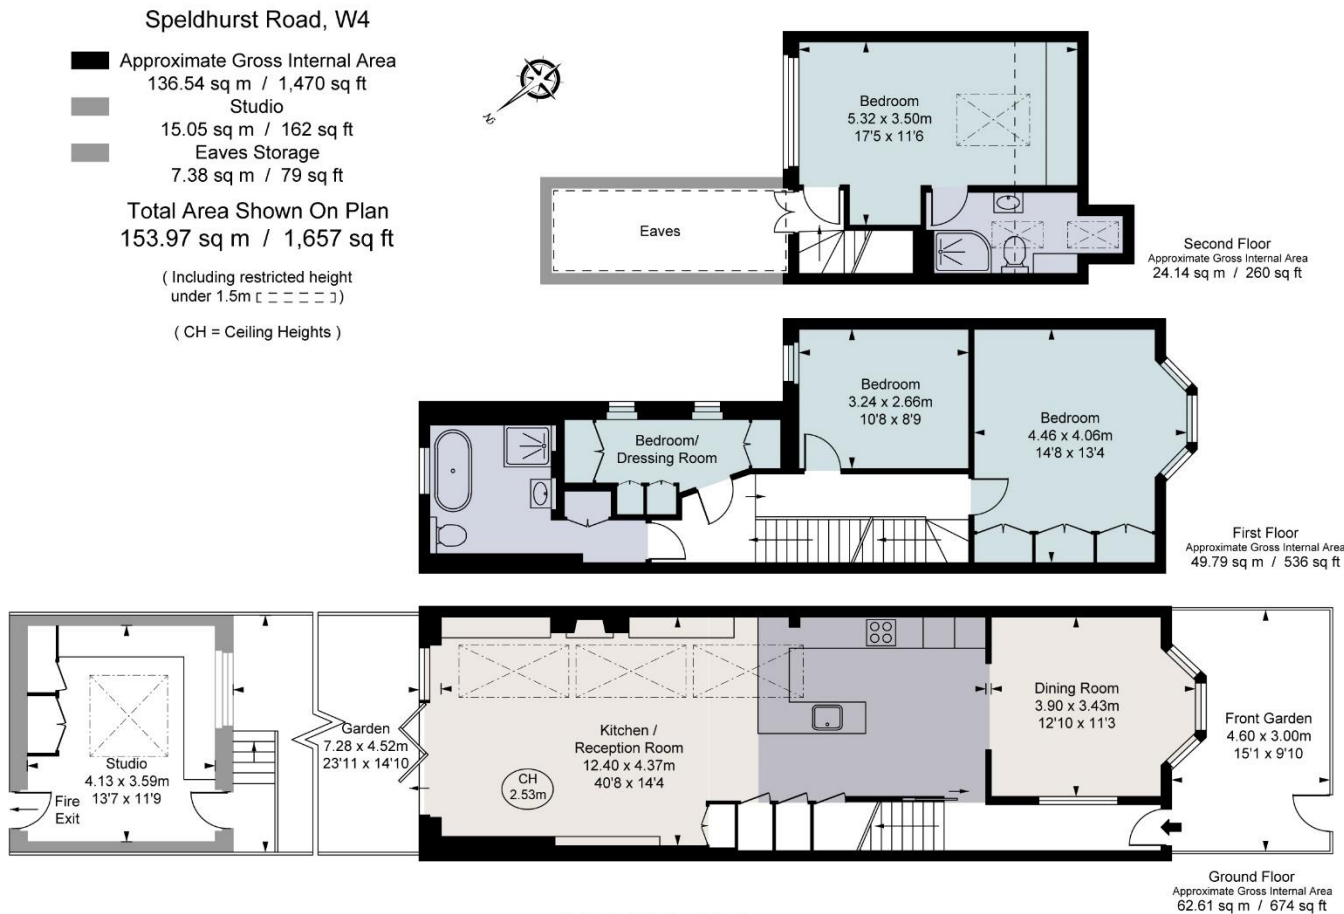 Speldhurst Road, W4
Approximate Gross Internal Area
136.54 sq m / 1,470 sq ft
Studio
15.05 sq m / 162 sq ft
Eaves Storage
7.38 sq m / 79 sq ft
Total Area Shown On Plan
153.97 sq m / 1,657 sq ft
( Including restricted height
under 1.5m )
( CH = Ceiling Heights )
N
Bedroom
5.32 x 3.50m
17'5 x 11'6
Eaves
Second Floor
Approximate Gross Internal Area
24.14 sq m / 260 sq ft
Bedroom
3.24 x 2.66m
10'8 x 8'9
Bedroom/
Dressing Room
Bedroom
4.46 x 4.06m
14'8 x 13'4
First Floor
Approximate Gross Internal Area
49.79 sq m / 536 sq ft
Studio
4.13 x 3.59m
13'7 x 11'9
Fire
Exit
Garden
7.28 x 4.52m
23'11 x 14'10
Kitchen /
Reception Room
12.40 x 4.37m
40'8 x 14'4
CH
2.53m
Dining Room
3.90 x 3.43m
12'10 x 11'3
Front Garden
4.60 x 3.00m
15'1 x 9'10
Ground Floor
Approximate Gross Internal Area
62.61 sq m / 674 sq ft